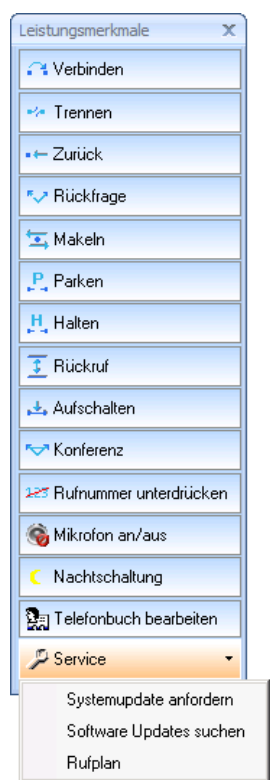 Leistungsmerkmale x
Verbinden
Trennen
Zurück
Rückfrage
Makeln
P Parken
H Halten
Rückruf
Aufschalten
Konferenz
123 Rufnummer unterdrücken
Mikrofon an/aus
Nachtschaltung
Telefonbuch bearbeiten
Service
Systemupdate anfordern
Software Updates suchen
Rufplan